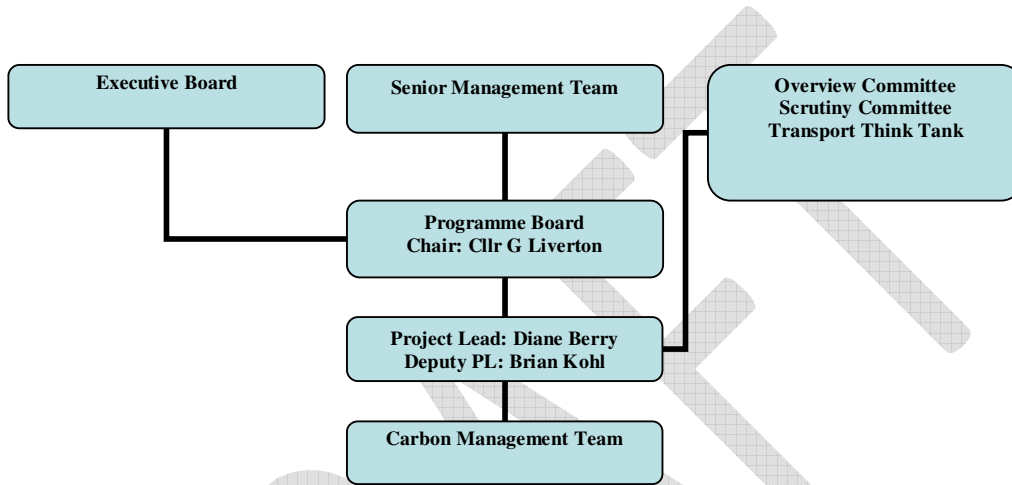 Executive Board
Senior Management Team
Overview Committee
Scrutiny Committee
Transport Think Tank
Programme Board
Chair: Cllr G Liverton
Project Lead: Diane Berry
Deputy PL: Brian Kohl
Carbon Management Team